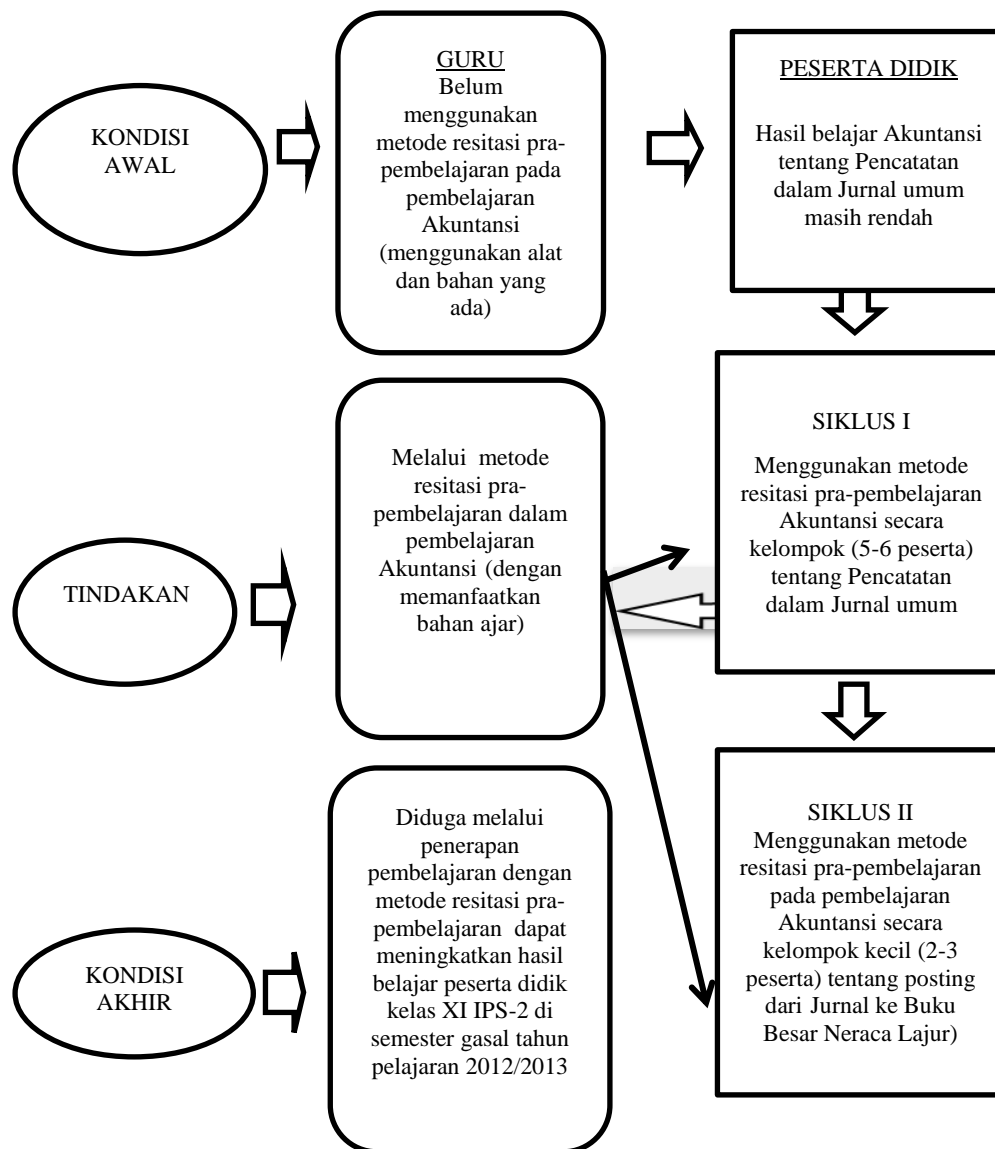 KONDISI
AWAL
GURU
Belum
menggunakan
metode resitasi pra-
pembelajaran pada
pembelajaran
Akuntansi
(menggunakan alat
dan bahan yang
ada)
PESERTA DIDIK
Hasil belajar Akuntansi
tentang Pencatatan
dalam Jurnal umum
masih rendah
TINDAKAN
Melalui metode
resitasi pra-
pembelajaran dalam
pembelajaran
Akuntansi (dengan
memanfaatkan
bahan ajar)
SIKLUS I
Menggunakan metode
resitasi pra-pembelajaran
Akuntansi secara
kelompok (5-6 peserta)
tentang Pencatatan
dalam Jurnal umum
KONDISI
AKHIR
Diduga melalui
penerapan
pembelajaran dengan
metode resitasi pra-
pembelajaran dapat
meningkatkan hasil
belajar peserta didik
kelas XI IPS-2 di
semester gasal tahun
pelajaran 2012/2013
SIKLUS II
Menggunakan metode
resitasi pra-pembelajaran
pada pembelajaran
Akuntansi secara
kelompok kecil (2-3
peserta) tentang posting
dari Jurnal ke Buku
Besar Neraca Lajur)